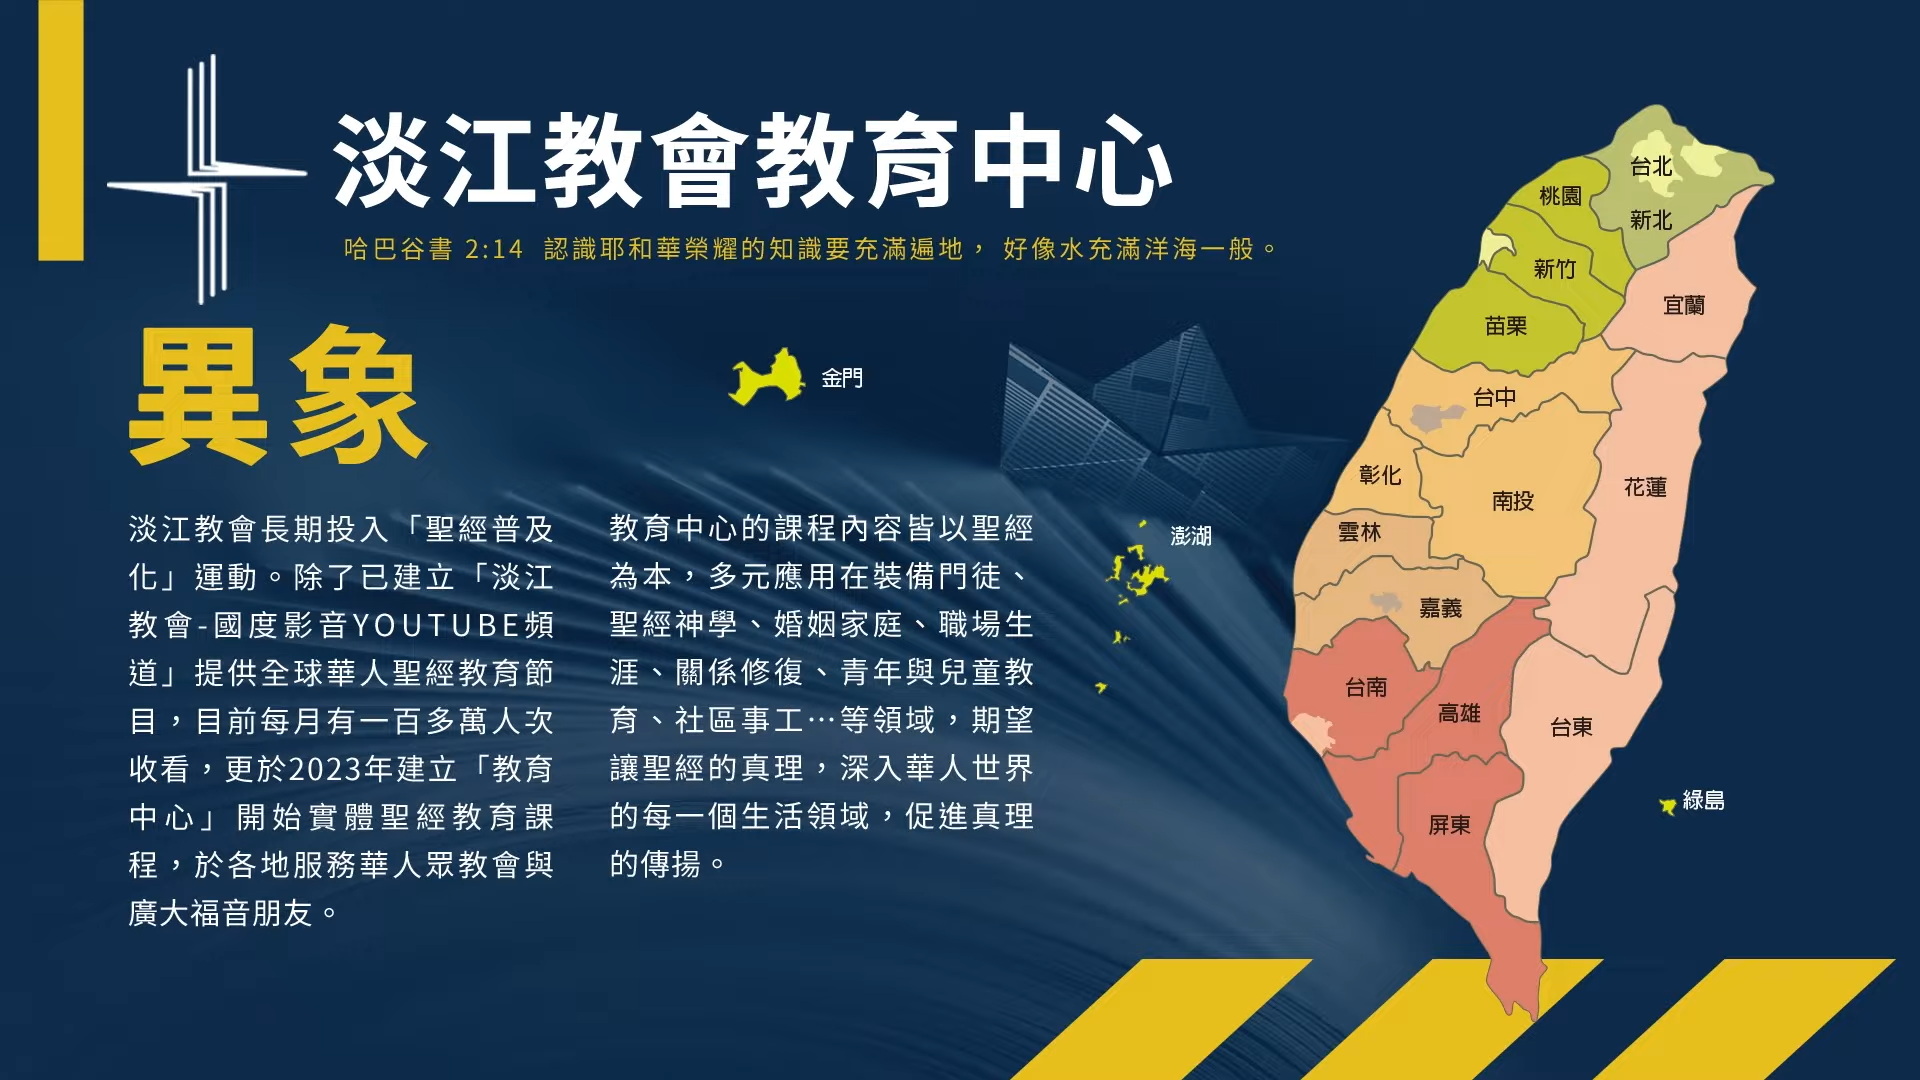 淡江教會教育中心
哈巴谷書 2:14 認識耶和華榮耀的知識要充滿遍地， 好像水充滿洋海一般。
異象
淡江教會長期投入「聖經普及
化」運動。除了已建立「淡江
教會-國度影音YOUTUBE頻
道」提供全球華人聖經教育節
目，目前每月有一百多萬人次
收看，更於2023年建立「教育
中心」開始實體聖經教育課
程，於各地服務華人眾教會與
廣大福音朋友。
教育中心的課程內容皆以聖經
為本，多元應用在裝備門徒、
聖經神學、婚姻家庭、職場生
涯、關係修復、青年與兒童教
育、社區事工…等領域，期望
讓聖經的真理，深入華人世界
的每一個生活領域，促進真理
的傳揚。
金門
澎湖
台北
桃園
新北
新竹
宜蘭
苗栗
台中
彰化
南投
花蓮
雲林
嘉義
台南
高雄
台東
屏東
綠島